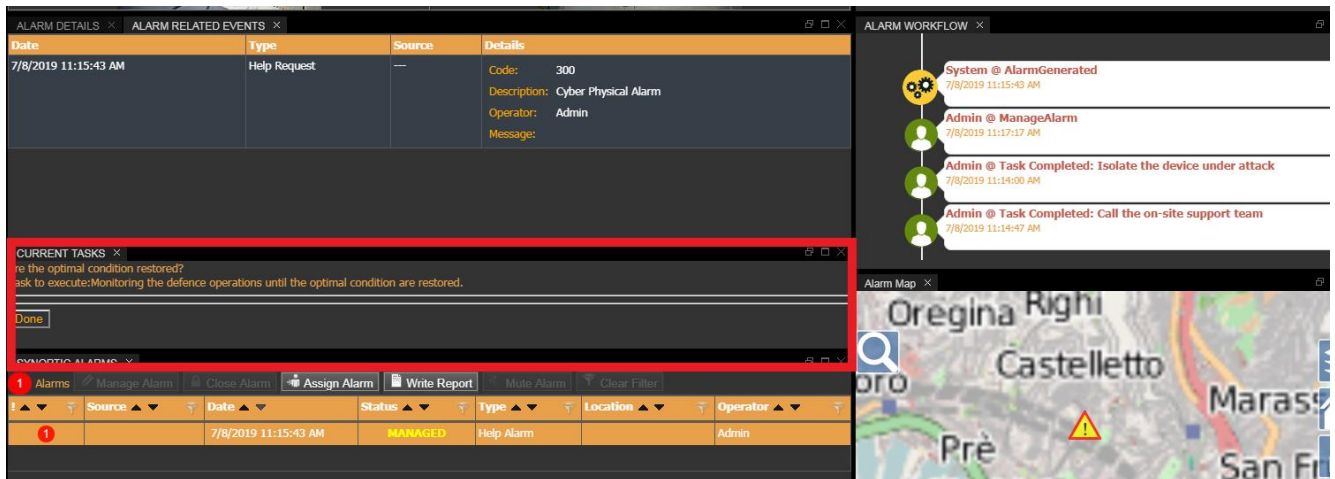 ALARM DETAILS × ALARM RELATED EVENTS ×
Date Type Source Details
7/8/2019 11:15:43 AM Help Request ---
Code: 300
Description: Cyber Physical Alarm
Operator: Admin
Message:
CURRENT TASKS ×
re the optimal condition restored?
ask to execute:Monitoring the defence operations until the optimal condition are restored.
Done
SYNOPTIC ALARMS ×
1 Alarms Manage Alarm Close Alarm Assign Alarm Write Report Mute Alarm Clear Filter
! Source Date Status Type Location Operator
1 7/8/2019 11:15:43 AM MANAGED Help Alarm Admin
ALARM WORKFLOW ×
System @ AlarmGenerated
7/8/2019 11:15:43 AM
Admin @ ManageAlarm
7/8/2019 11:17:17 AM
Admin @ Task Completed: Isolate the device under attack
7/8/2019 11:14:00 AM
Admin @ Task Completed: Call the on-site support team
7/8/2019 11:14:47 AM
Alarm Map ×
Oregina Righi
Castelletto
oro
Marass
Prè
San Fru